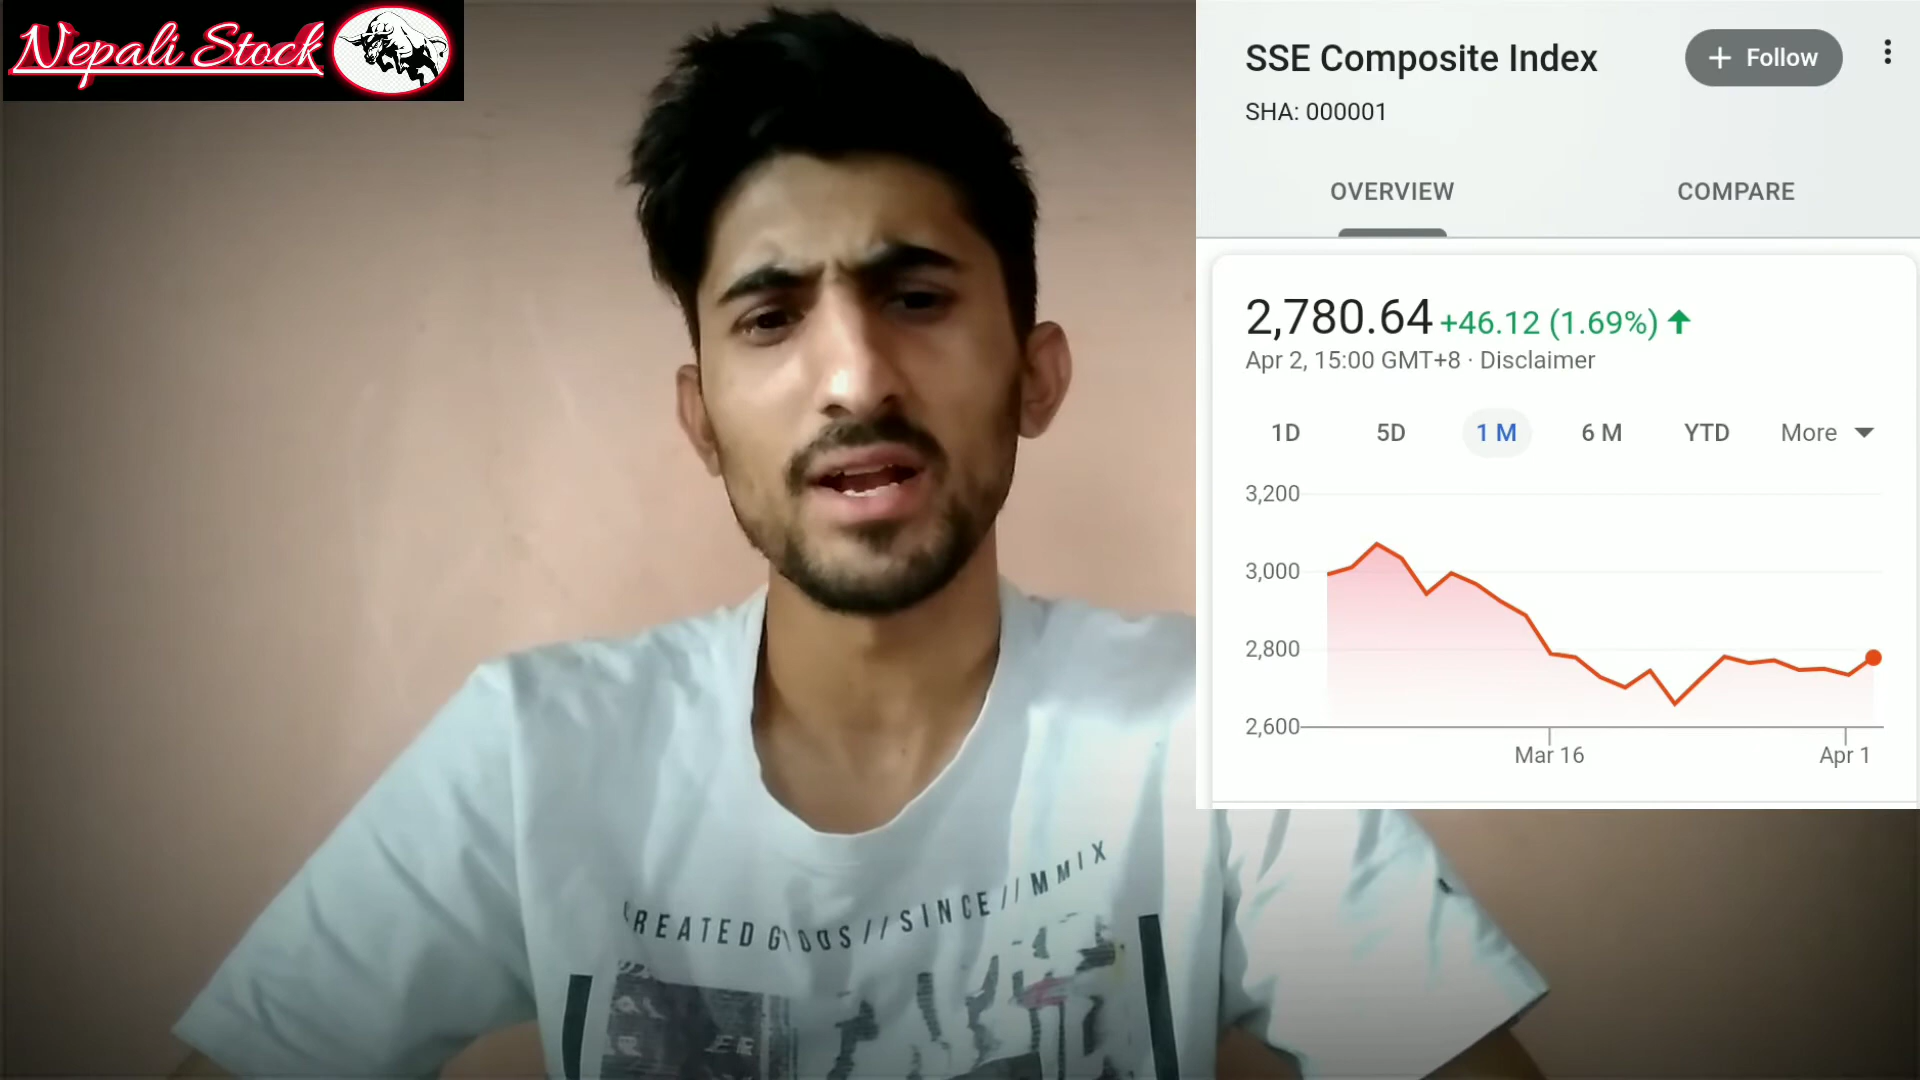 Nepali Stock
SSE Composite Index
+ Follow
SHA: 000001
OVERVIEW
COMPARE
2,780.64 +46.12 (1.69%)
Apr 2, 15:00 GMT+8 · Disclaimer
1D 5D 1 M 6 M YTD More
3,200
3,000
2,800
2,600
Mar 16 Apr 1
CREATED GOODS // SINCE // MMIX